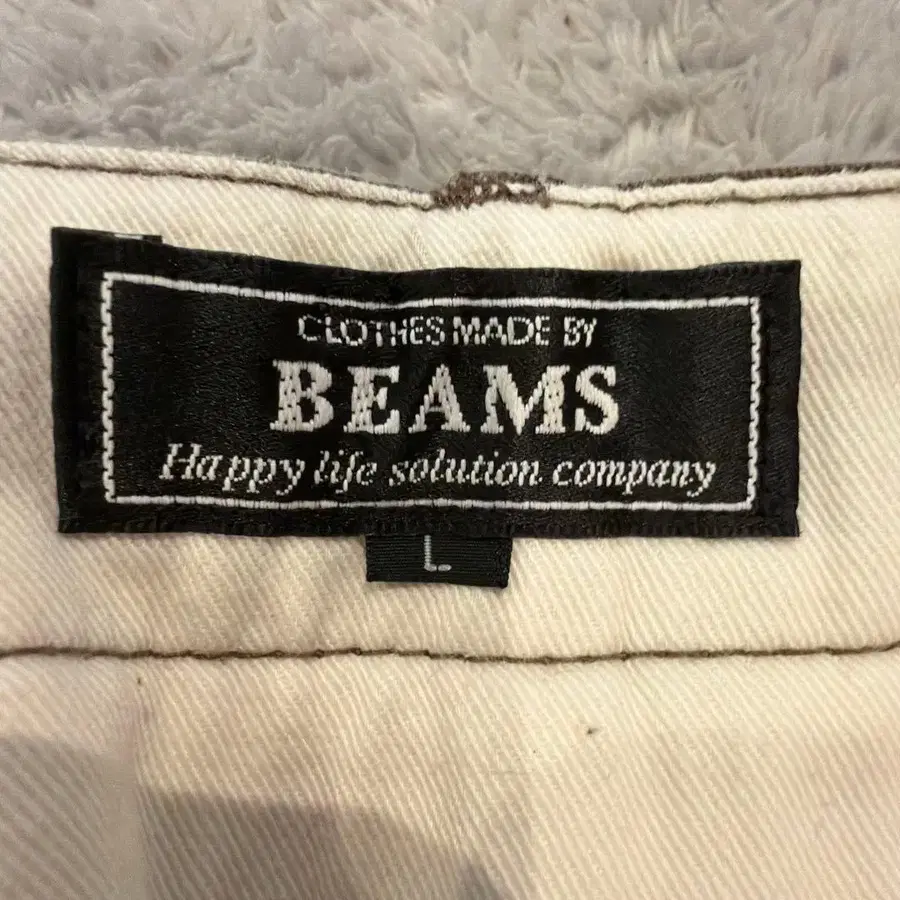 CLOTHES MADE BY
BEAMS
Happy life solution company
L